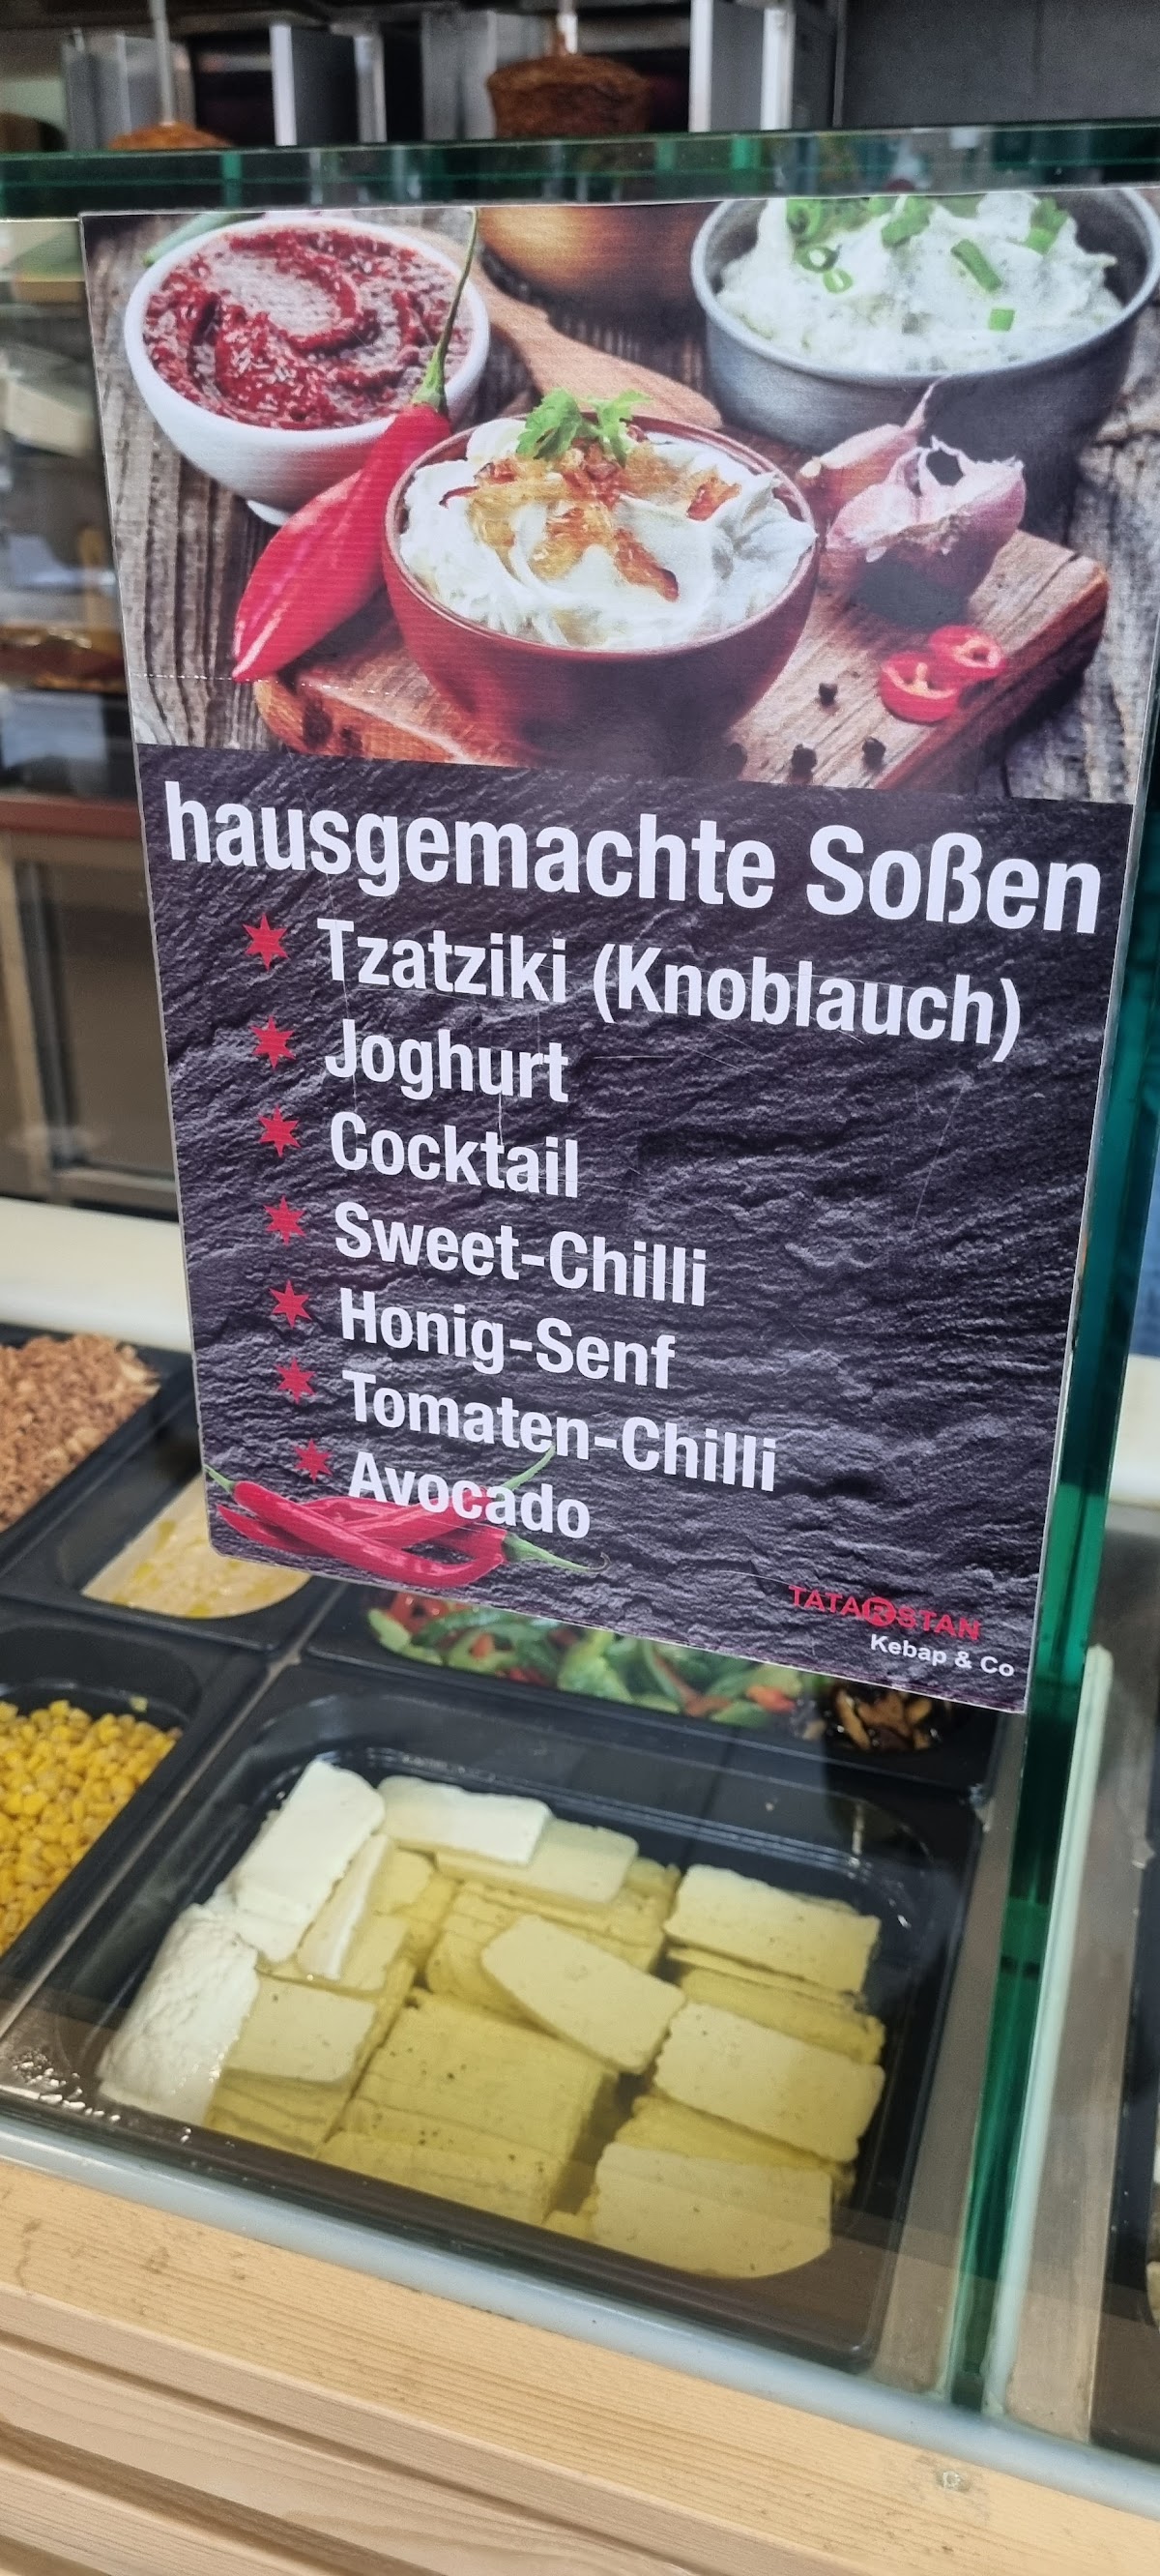 hausgemachte Soßen
Tzatziki (Knoblauch)
Joghurt
Cocktail
Sweet-Chilli
Honig-Senf
Tomaten-Chilli
Avocado
TATARSTAN
Kebap & Co